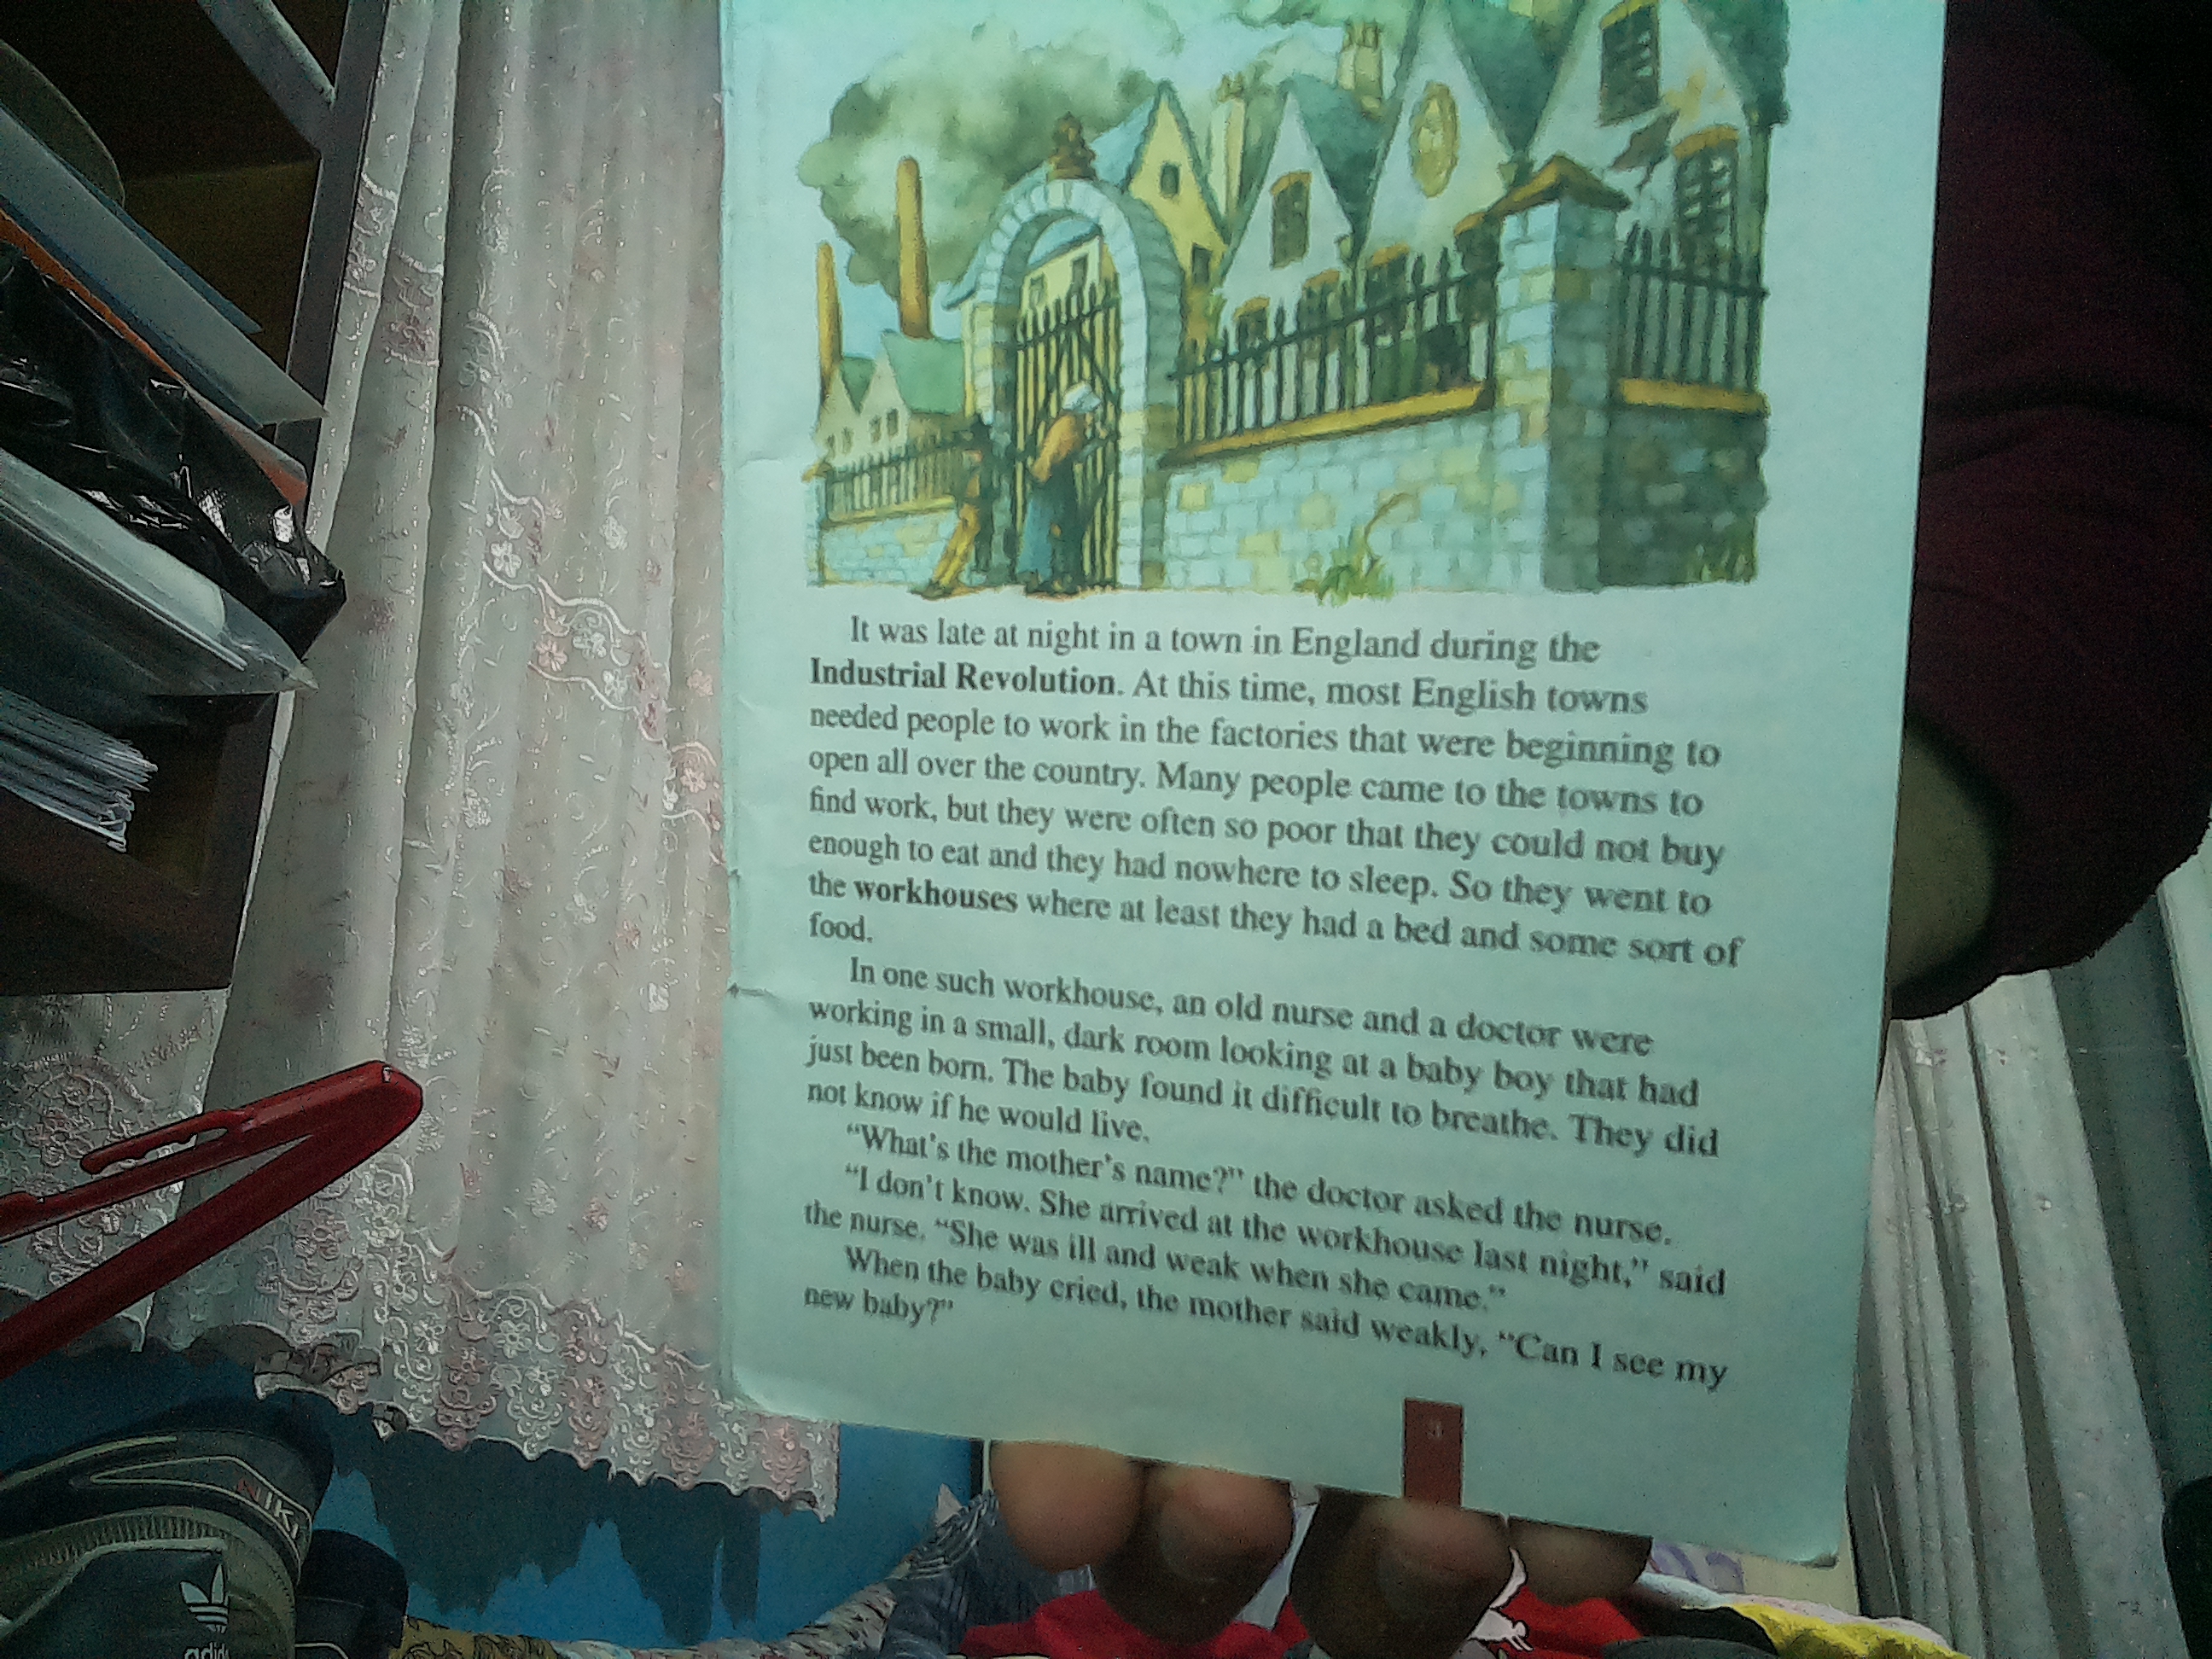 It was late at night in a town in England during the
Industrial Revolution. At this time, most English towns
needed people to work in the factories that were beginning to
open all over the country. Many people came to the towns to
find work, but they were often so poor that they could not buy
enough to eat and they had nowhere to sleep. So they went to
the workhouses where at least they had a bed and some sort of
food.
In one such workhouse, an old nurse and a doctor were
working in a small, dark room looking at a baby boy that had
just been born. The baby found it difficult to breathe. They did
not know if he would live.
“What's the mother's name?” the doctor asked the nurse.
“I don't know. She arrived at the workhouse last night,” said
the nurse. “She was ill and weak when she came.”
When the baby cried, the mother said weakly, “Can I see my
new baby?”
3
NIKE
adidas